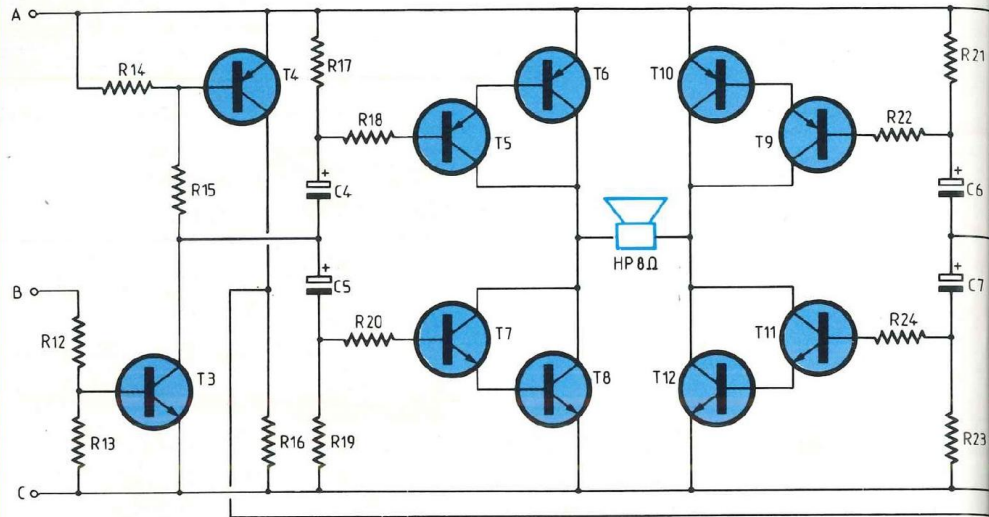 A
R14
T4
R17
T6
T10
R21
R18
T5
T9
R22
R15
+
C4
+
C6
HP 8Ω
B
+
C5
+
C7
R12
R20
T7
T11
R24
T3
T8
T12
R13
R16
R19
R23
C